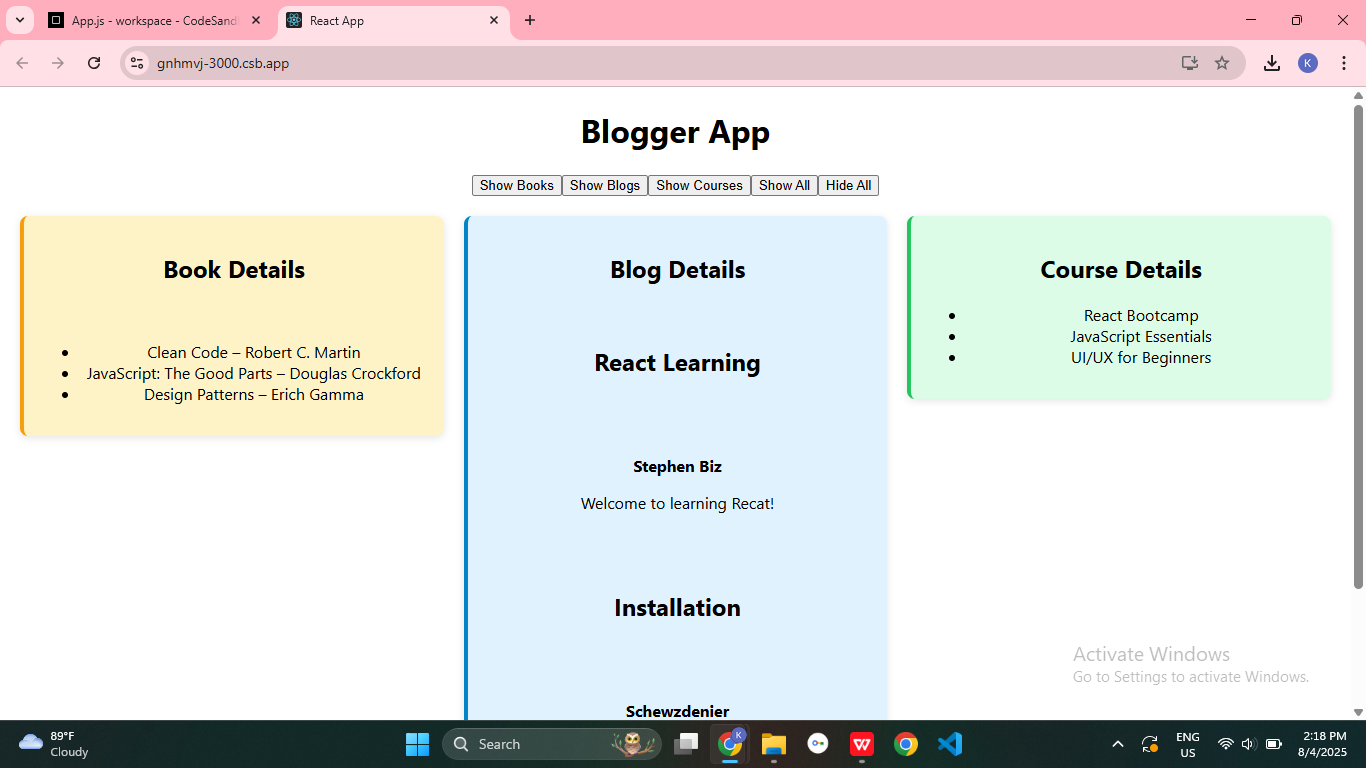 App.js - workspace - CodeSand
React App
gnhmvj-3000.csb.app
K
Blogger App
Show Books Show Blogs Show Courses Show All Hide All
Book Details
Clean Code – Robert C. Martin
JavaScript: The Good Parts – Douglas Crockford
Design Patterns – Erich Gamma
Blog Details
React Learning
Stephen Biz
Welcome to learning Recat!
Installation
Schewzdenier
Course Details
React Bootcamp
JavaScript Essentials
UI/UX for Beginners
Activate Windows
Go to Settings to activate Windows.
89°F
Cloudy
Search
K
W
ENG
US
2:18 PM
8/4/2025